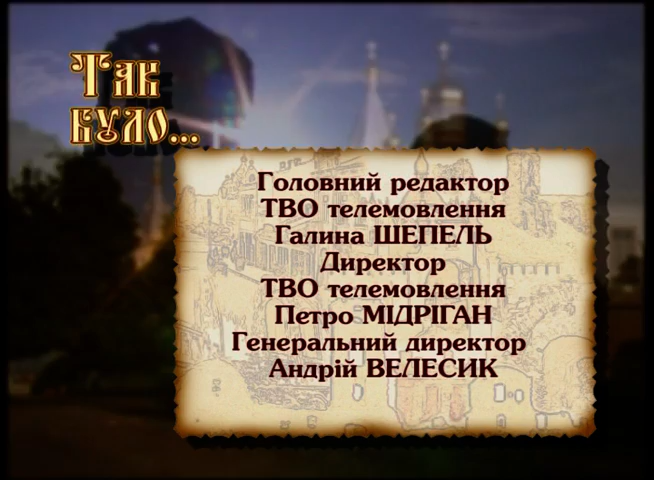 Так
було...
Головний редактор
ТВО телемовлення
Галина ШЕПЕЛЬ
Директор
ТВО телемовлення
Петро МІДРІГАН
Генеральний директор
Андрій ВЕЛЕСИК